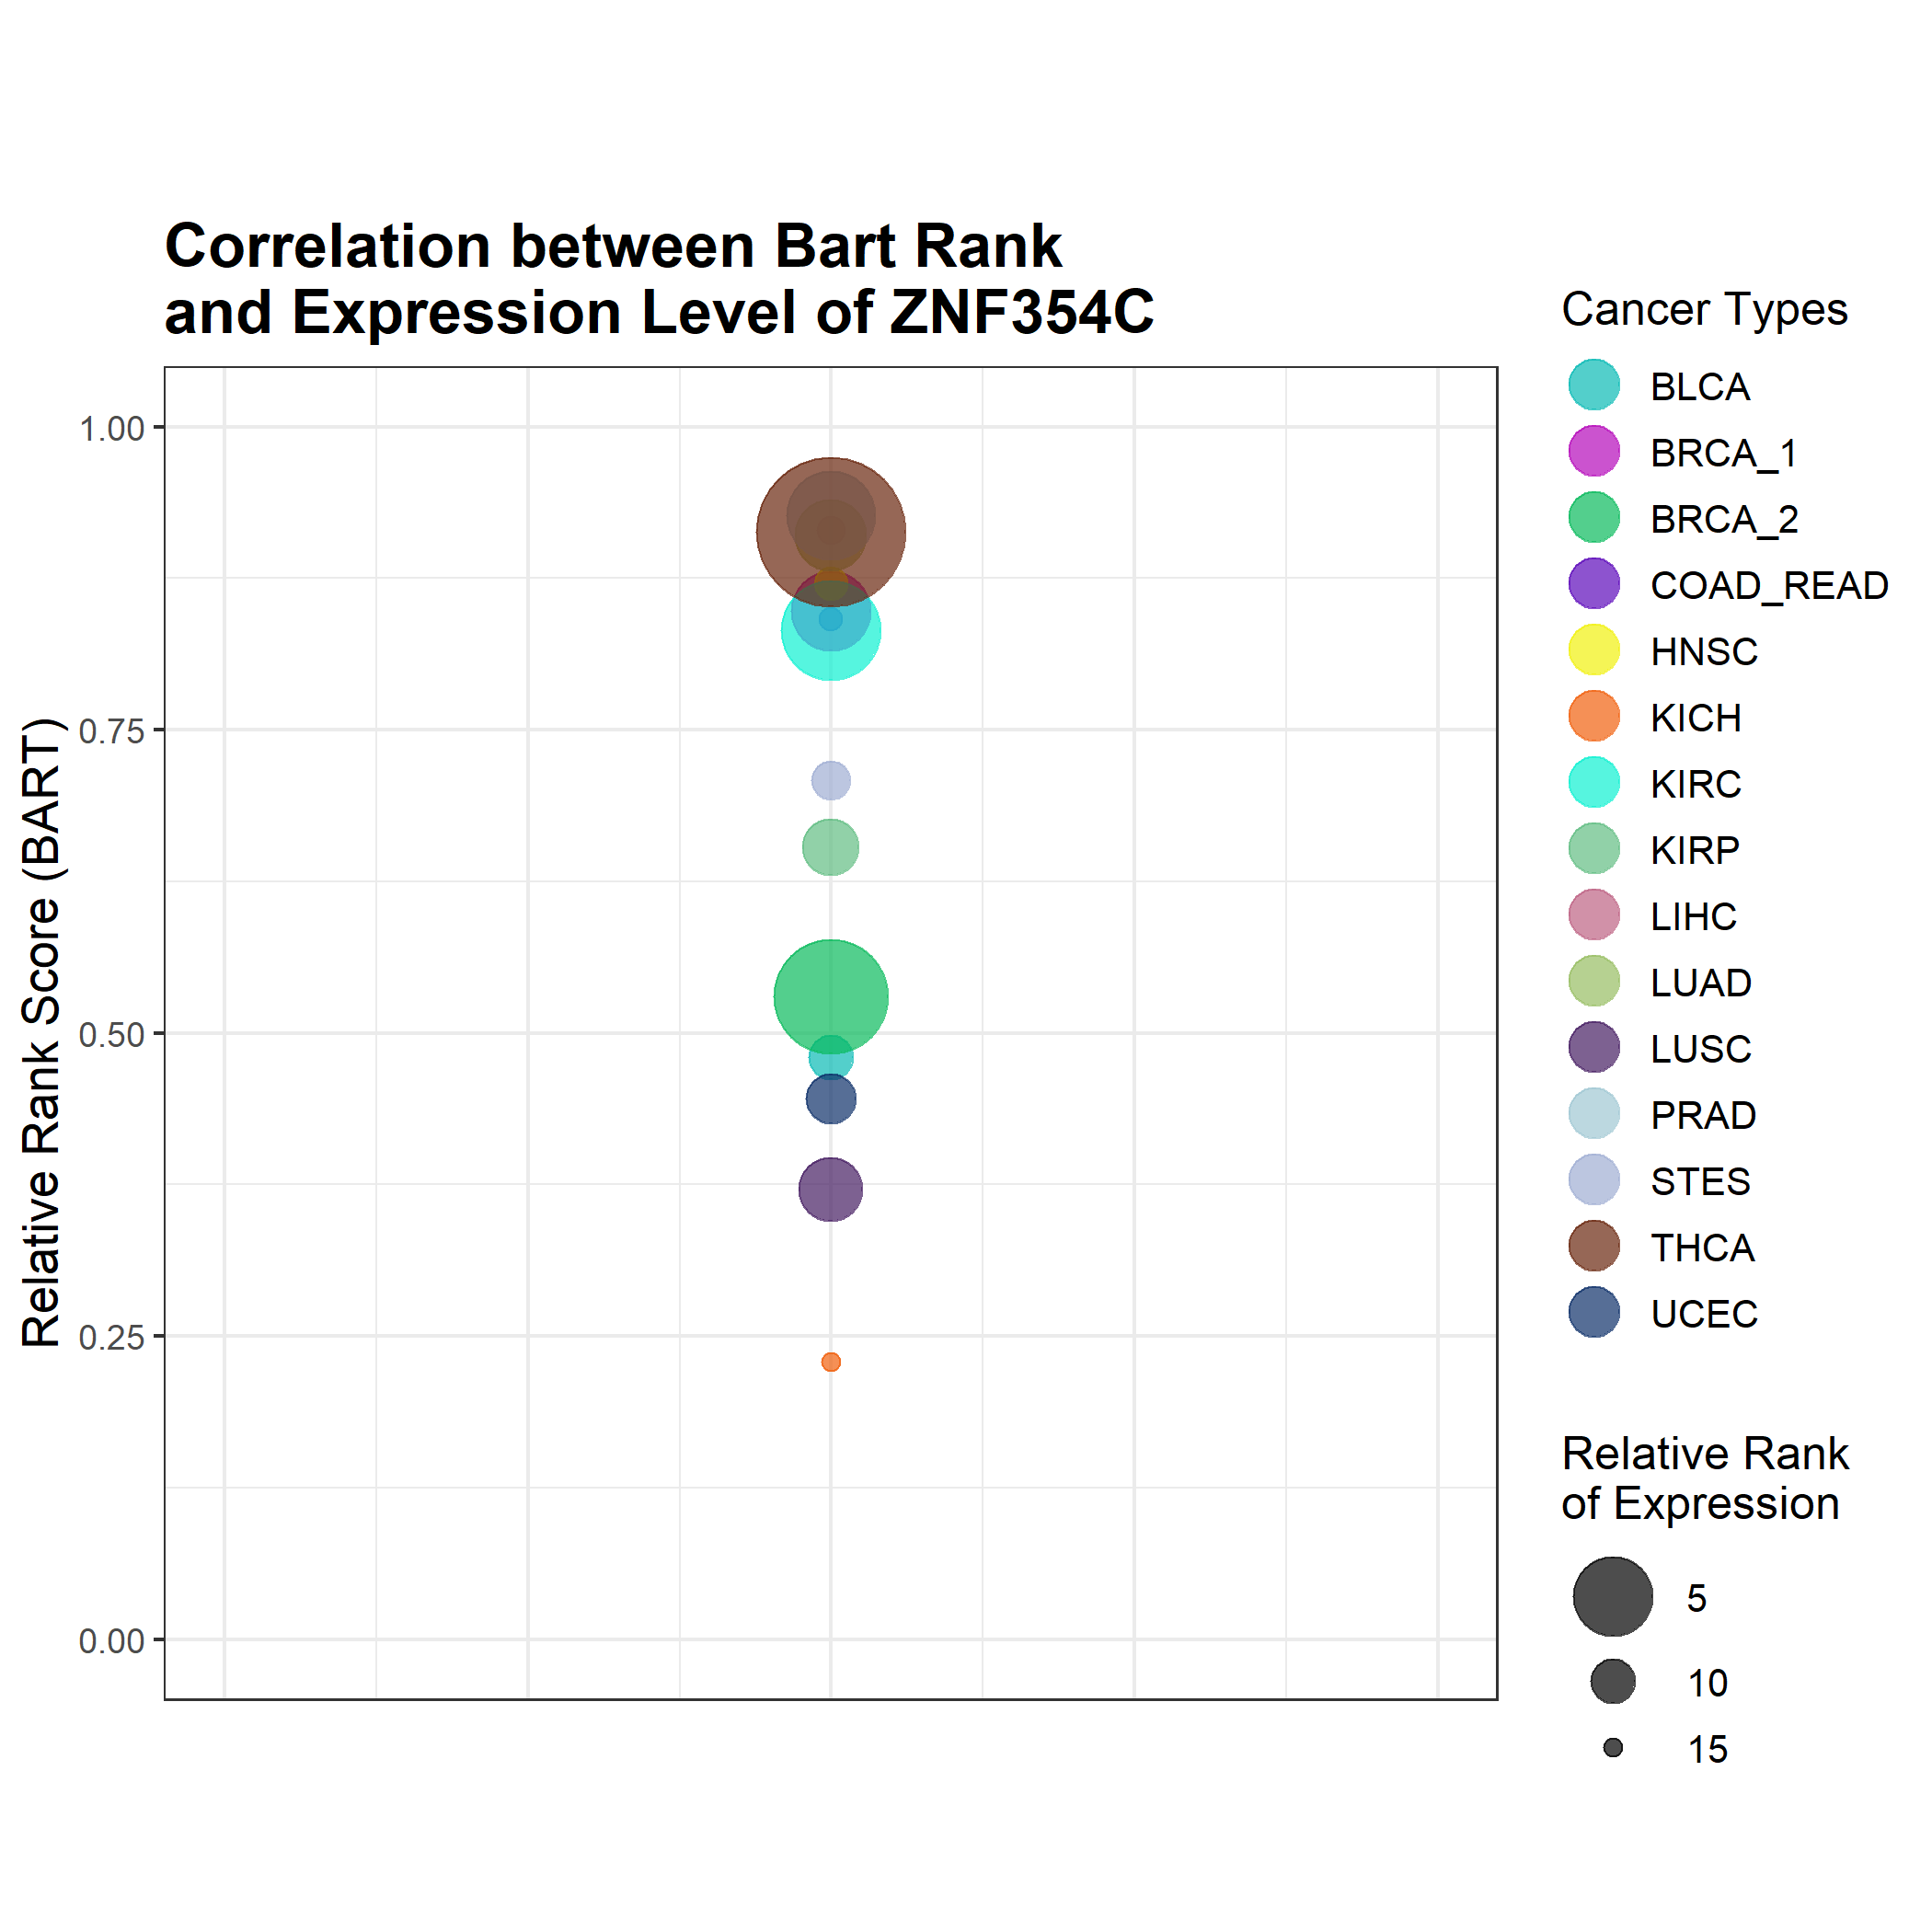 Correlation between Bart Rank
and Expression Level of ZNF354C
Relative Rank Score (BART)
1.00
0.75
0.50
0.25
0.00
Cancer Types
BLCA
BRCA_1
BRCA_2
COAD_READ
HNSC
KICH
KIRC
KIRP
LIHC
LUAD
LUSC
PRAD
STES
THCA
UCEC
Relative Rank
of Expression
5
10
15